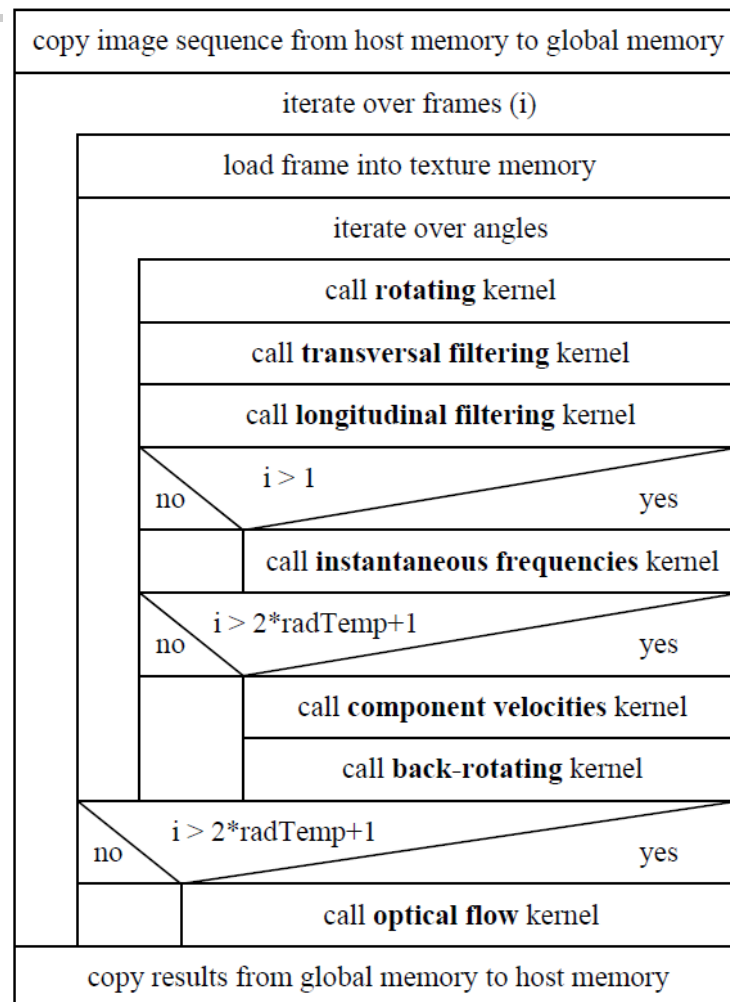 copy image sequence from host memory to global memory
iterate over frames (i)
load frame into texture memory
iterate over angles
call rotating kernel
call transversal filtering kernel
call longitudinal filtering kernel
i > 1
no
yes
call instantaneous frequencies kernel
i > 2*radTemp+1
no
yes
call component velocities kernel
call back-rotating kernel
i > 2*radTemp+1
no
yes
call optical flow kernel
copy results from global memory to host memory